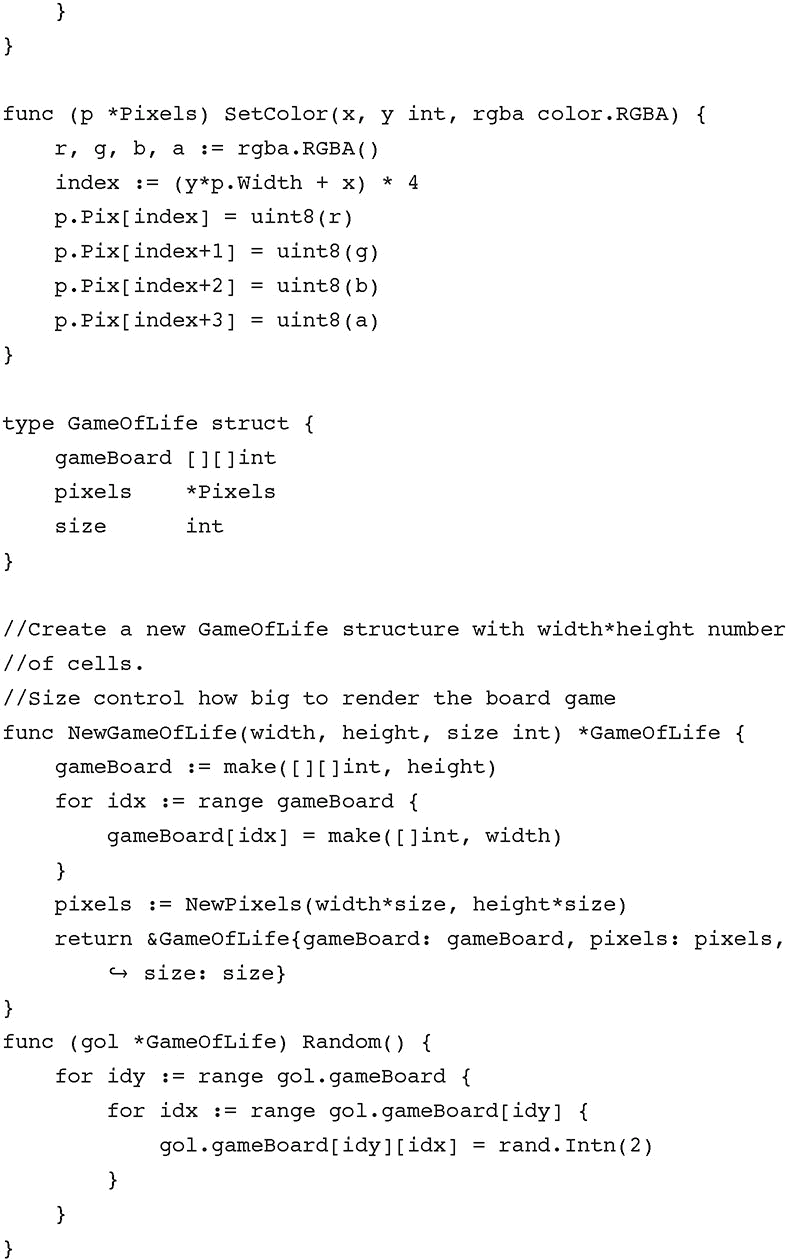 }
}

func (p *Pixels) SetColor(x, y int, rgba color.RGBA) {
    r, g, b, a := rgba.RGBA()
    index := (y*p.Width + x) * 4
    p.Pix[index] = uint8(r)
    p.Pix[index+1] = uint8(g)
    p.Pix[index+2] = uint8(b)
    p.Pix[index+3] = uint8(a)
}

type GameOfLife struct {
    gameBoard [][]int
    pixels    *Pixels
    size      int
}

//Create a new GameOfLife structure with width*height number
//of cells.
//Size control how big to render the board game
func NewGameOfLife(width, height, size int) *GameOfLife {
    gameBoard := make([][]int, height)
    for idx := range gameBoard {
        gameBoard[idx] = make([]int, width)
    }
    pixels := NewPixels(width*size, height*size)
    return &GameOfLife{gameBoard: gameBoard, pixels: pixels,
        ↪ size: size}
}
func (gol *GameOfLife) Random() {
    for idy := range gol.gameBoard {
        for idx := range gol.gameBoard[idy] {
            gol.gameBoard[idy][idx] = rand.Intn(2)
        }
    }
}